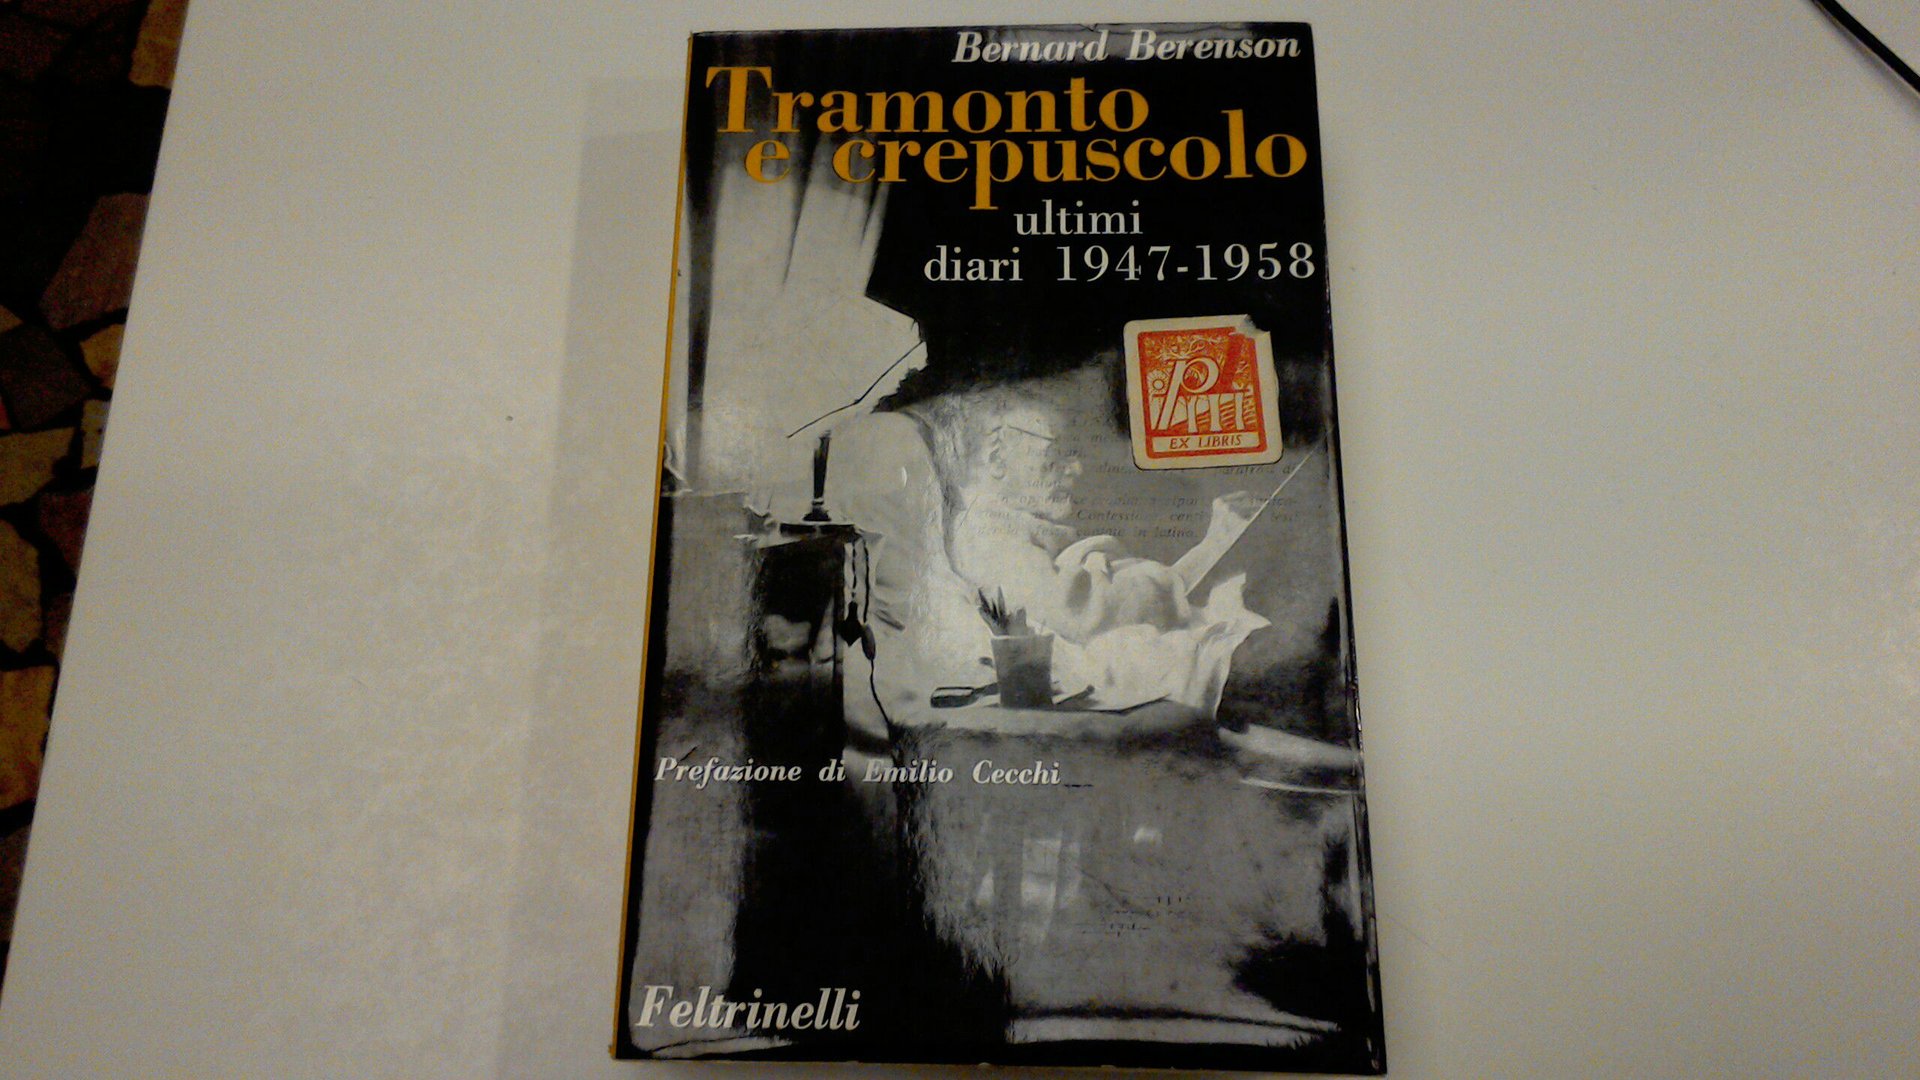 Bernard Berenson
Tramonto
e crepuscolo
ultimi
diari 1947-1958
EX LIBRIS
Prefazione di Emilio Cecchi
Feltrinelli